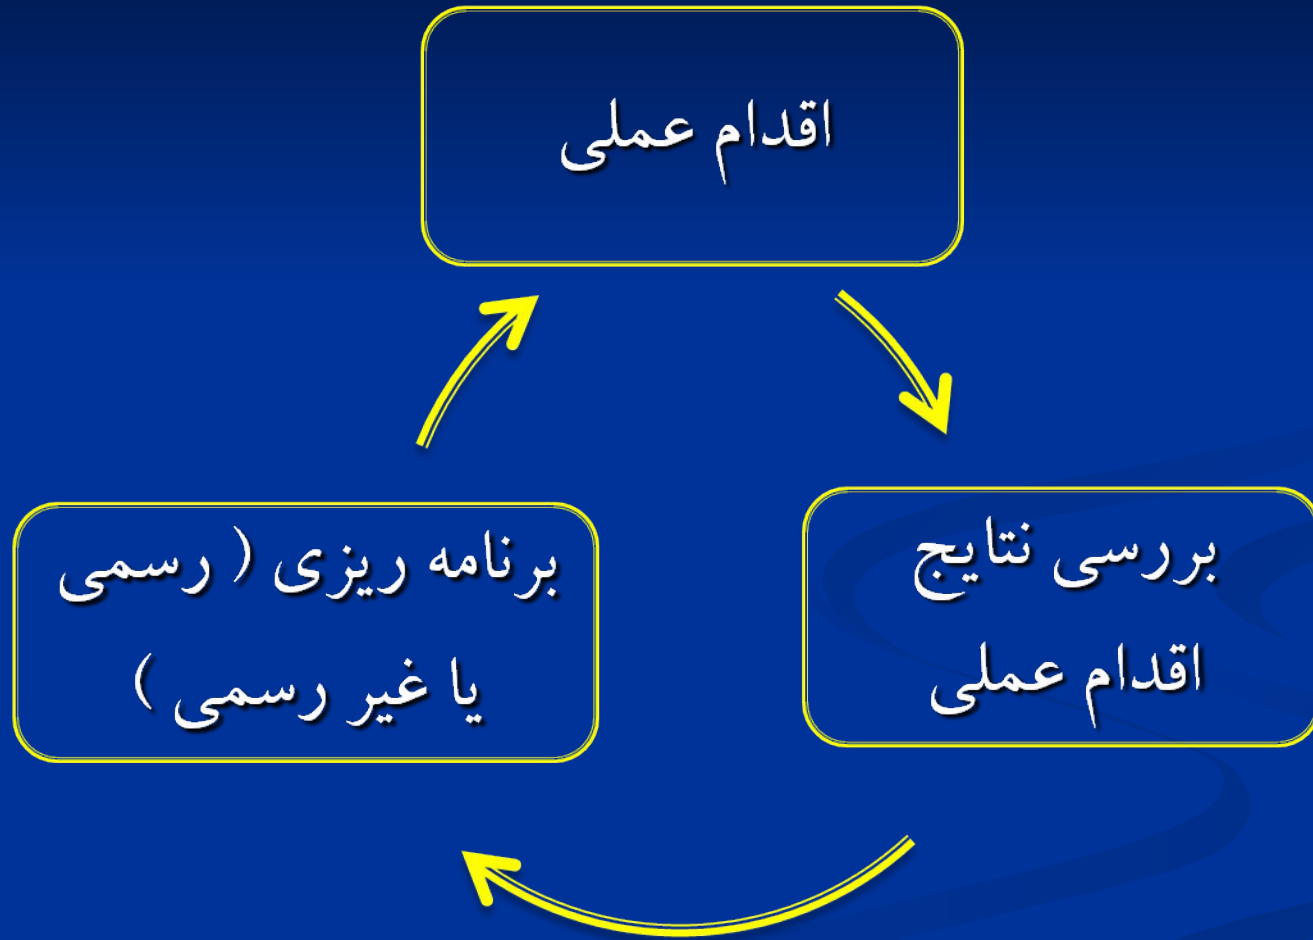 اقدام عملی
بررسی نتایج
اقدام عملی
برنامه ریزی ( رسمی
یا غیر رسمی )